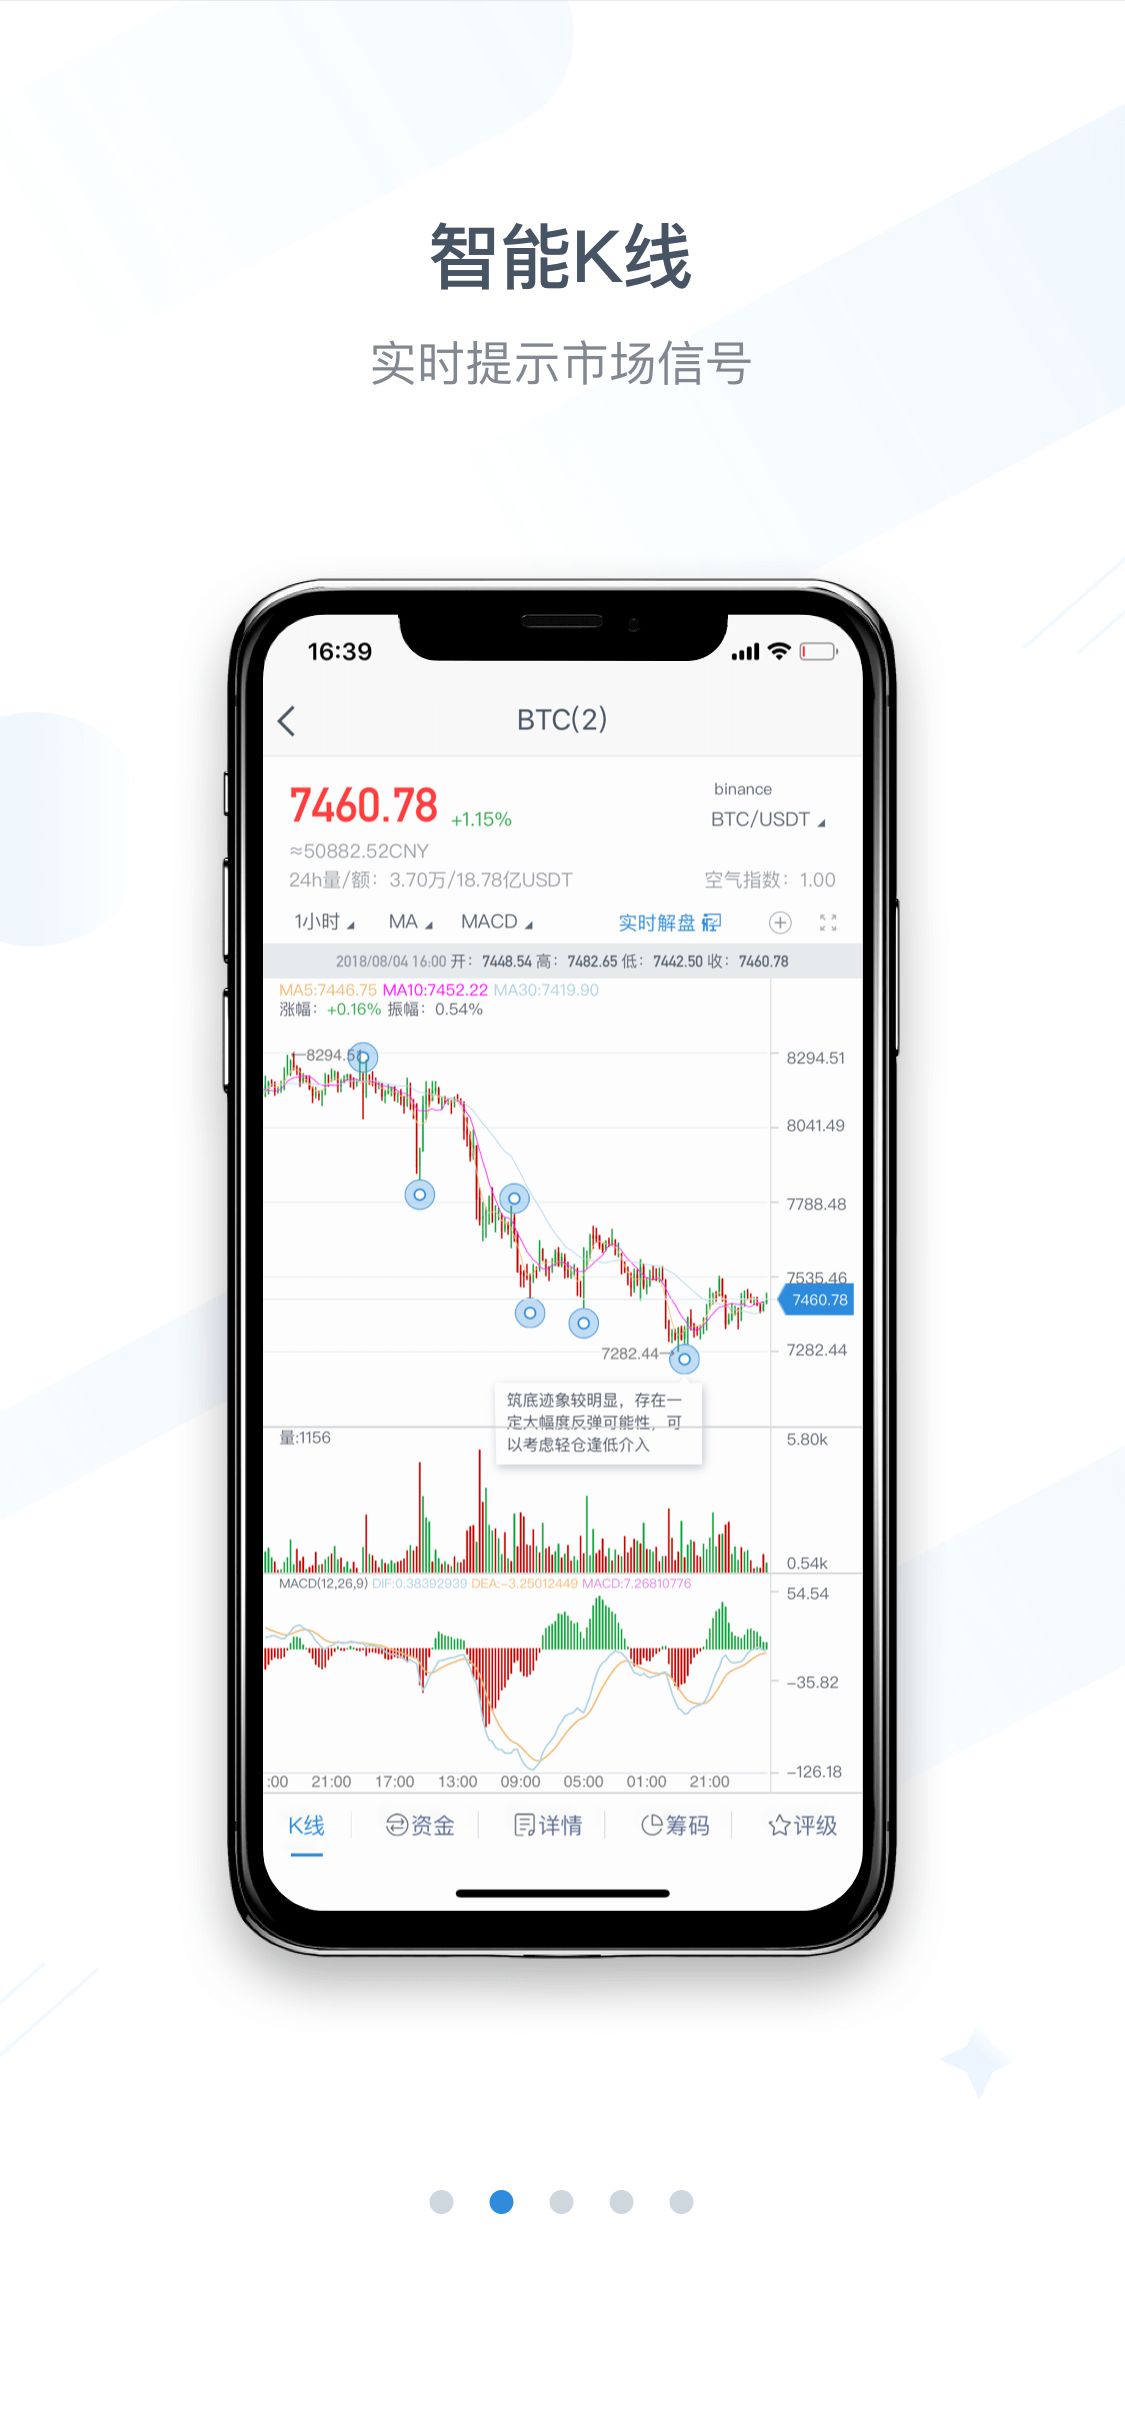 智能K线
实时提示市场信号
16:39
BTC(2)
7460.78 +1.15%
binance
BTC/USDT
≈50882.52CNY
24h量/额：3.70万/18.78亿USDT
空气指数：1.00
1小时 MA MACD 实时解盘
2018/08/04 16:00 开：7448.54 高：7482.65 低：7442.50 收：7460.78
MA5:7446.75 MA10:7452.22 MA30:7419.90
涨幅：+0.16% 振幅：0.54%
8294.51
8294.51
8041.49
7788.48
7535.46
7460.78
7282.44
7282.44
筑底迹象较明显，存在一
定大幅度反弹可能性，可
以考虑轻仓逢低介入
量:1156
5.80k
0.54k
MACD(12,26,9) DIF:0.38392939 DEA:-3.25012449 MACD:7.26810776
54.54
-35.82
-126.18
:00 21:00 17:00 13:00 09:00 05:00 01:00 21:00
K线 资金 详情 筹码 评级